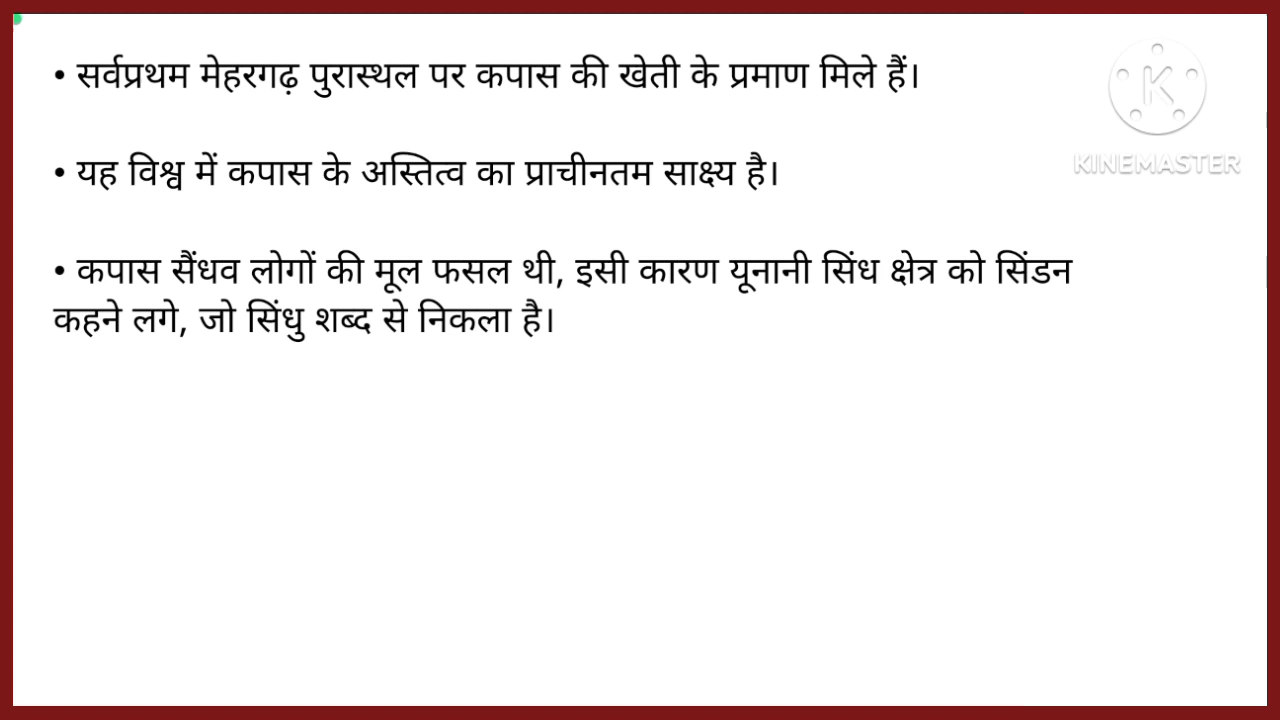 • सर्वप्रथम मेहरगढ़ पुरास्थल पर कपास की खेती के प्रमाण मिले हैं।
KINEMASTER
• यह विश्व में कपास के अस्तित्व का प्राचीनतम साक्ष्य है।
• कपास सैंधव लोगों की मूल फसल थी, इसी कारण यूनानी सिंध क्षेत्र को सिंडन
कहने लगे, जो सिंधु शब्द से निकला है।